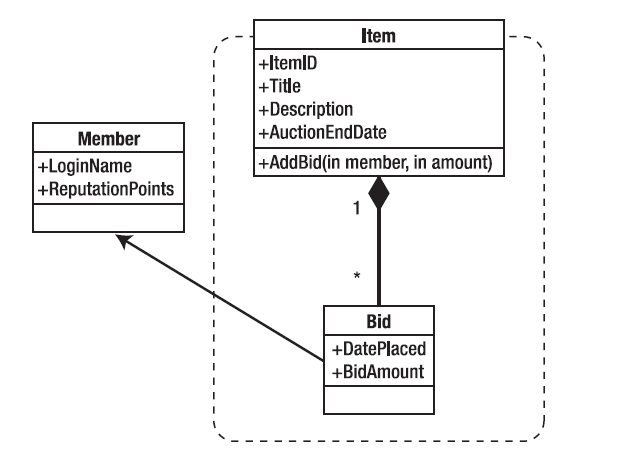 Item
+ItemID
+Title
+Description
+AuctionEndDate
+AddBid(in member, in amount)
Member
+LoginName
+ReputationPoints
1
*
Bid
+DatePlaced
+BidAmount